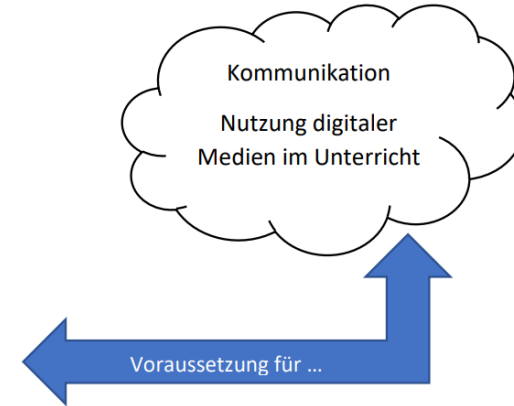 Kommunikation
Nutzung digitaler
Medien im Unterricht
Voraussetzung für ...